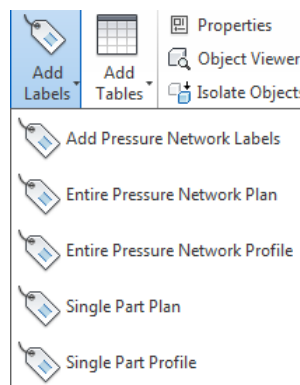 Add
Labels
Add
Tables
Properties
Object Viewer
Isolate Objects
Add Pressure Network Labels
Entire Pressure Network Plan
Entire Pressure Network Profile
Single Part Plan
Single Part Profile